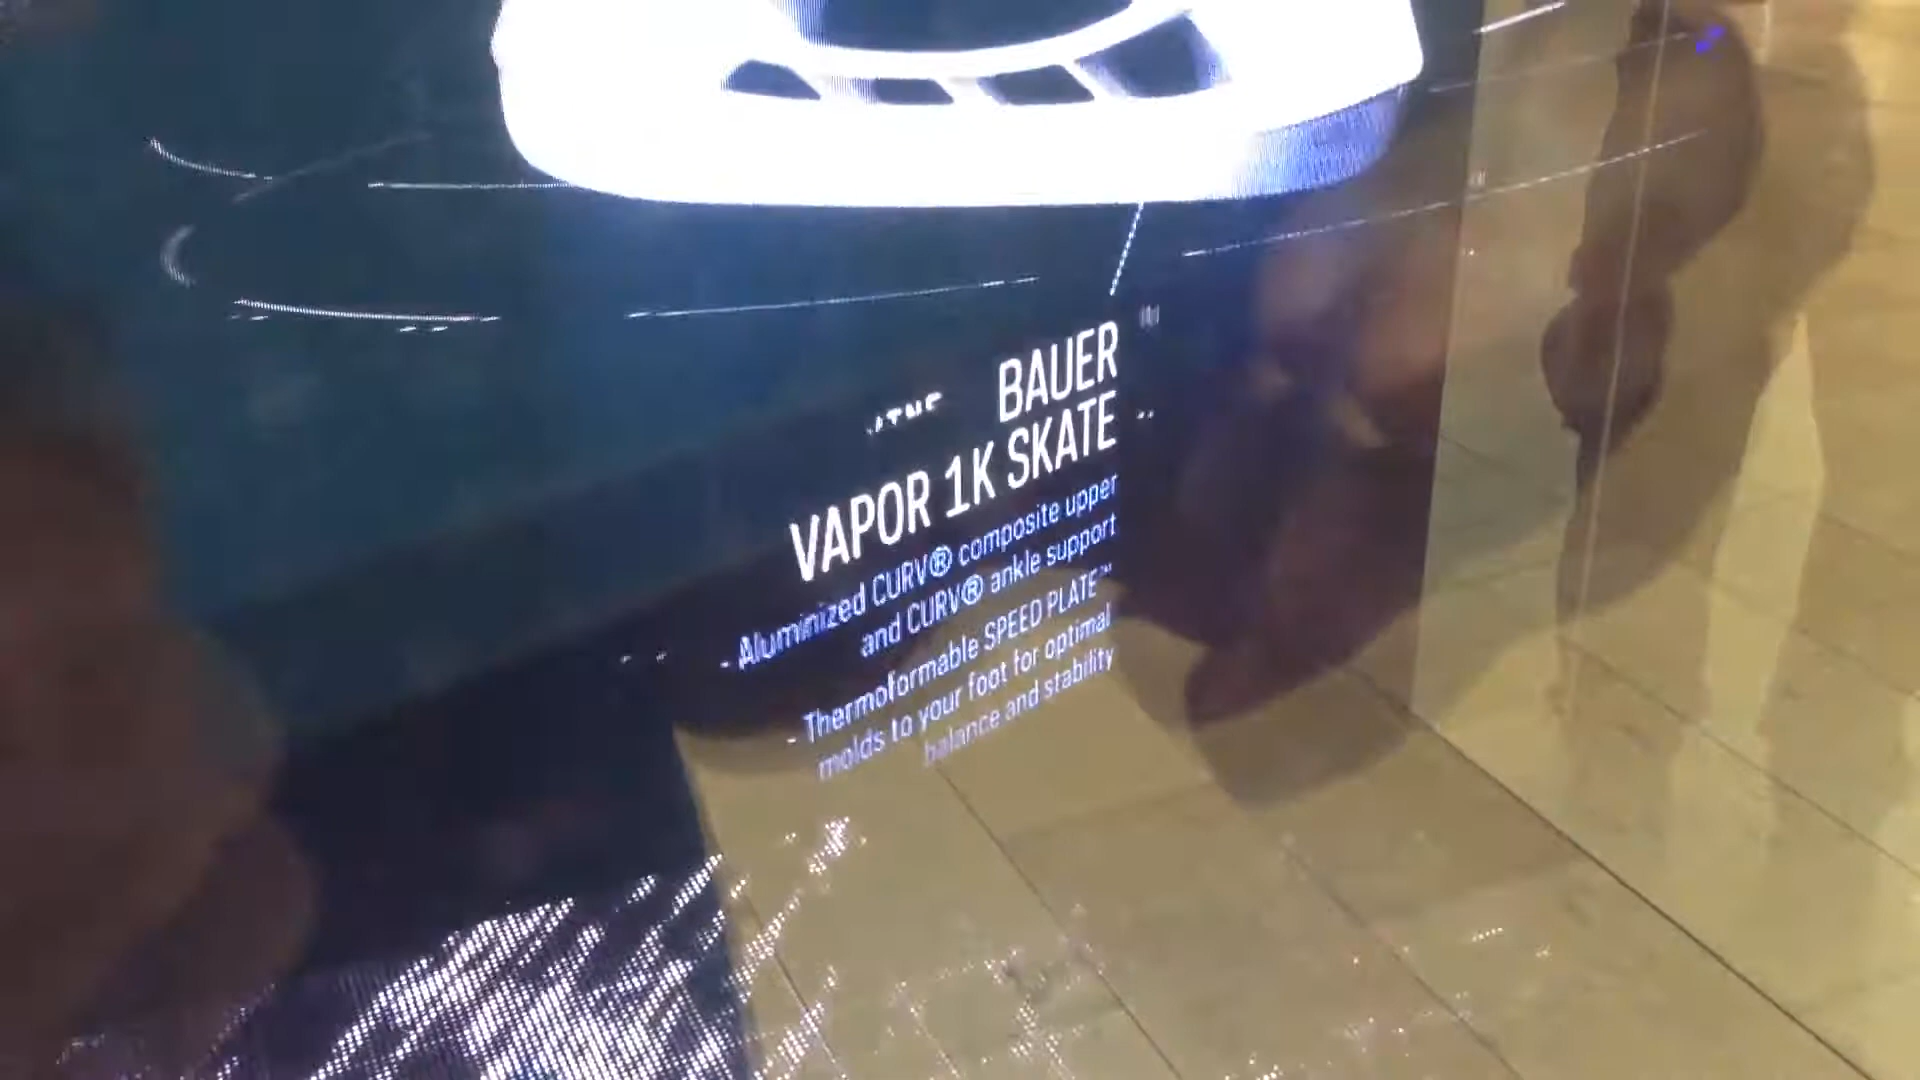 BAUER
VAPOR 1K SKATE
- Aluminized CURV® composite upper
and CURV® ankle support
- Thermoformable SPEED PLATE™
molds to your foot for optimal
balance and stability